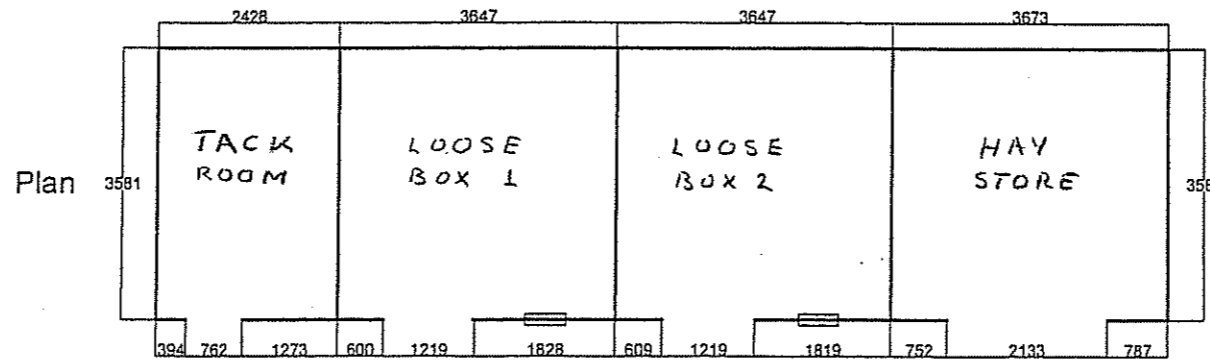 2428 3647 3647 3673
TACK ROOM
LOOSE BOX 1
LOOSE BOX 2
HAY STORE
Plan
3581
358
394 762 1273 600 1219 1828 609 1219 1819 752 2133 787